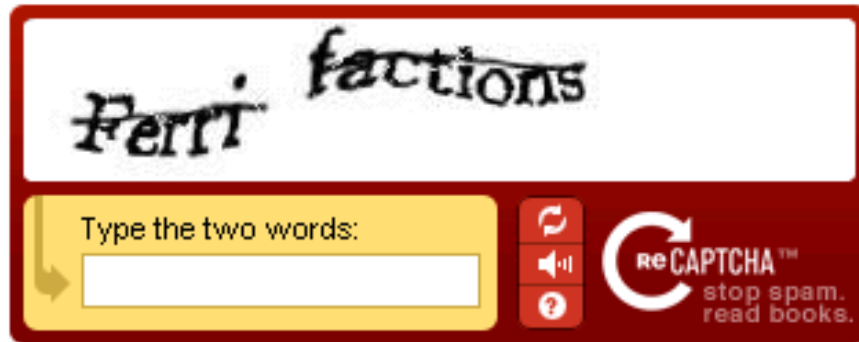 Ferri factions
Type the two words:
reCAPTCHA™
stop spam.
read books.